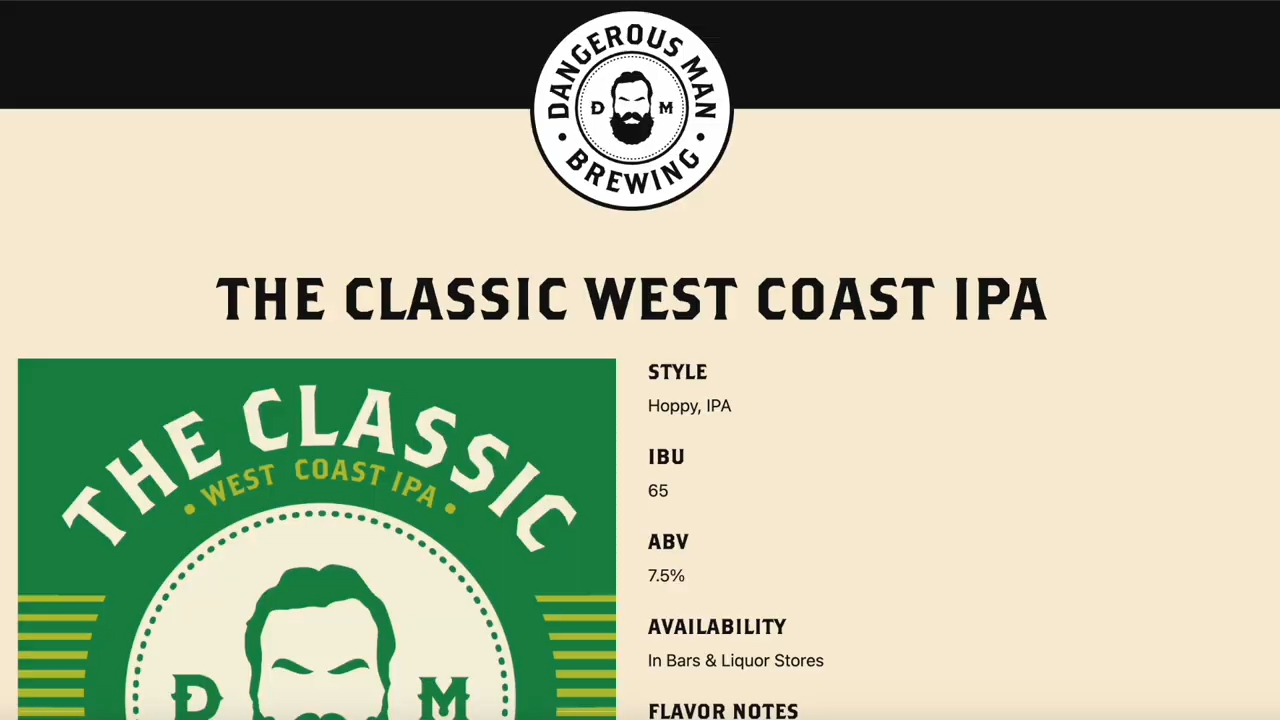 DANGEROUS MAN
D M
BREWING
THE CLASSIC WEST COAST IPA
THE CLASSIC
• WEST COAST IPA •
D M
STYLE
Hoppy, IPA
IBU
65
ABV
7.5%
AVAILABILITY
In Bars & Liquor Stores
FLAVOR NOTES